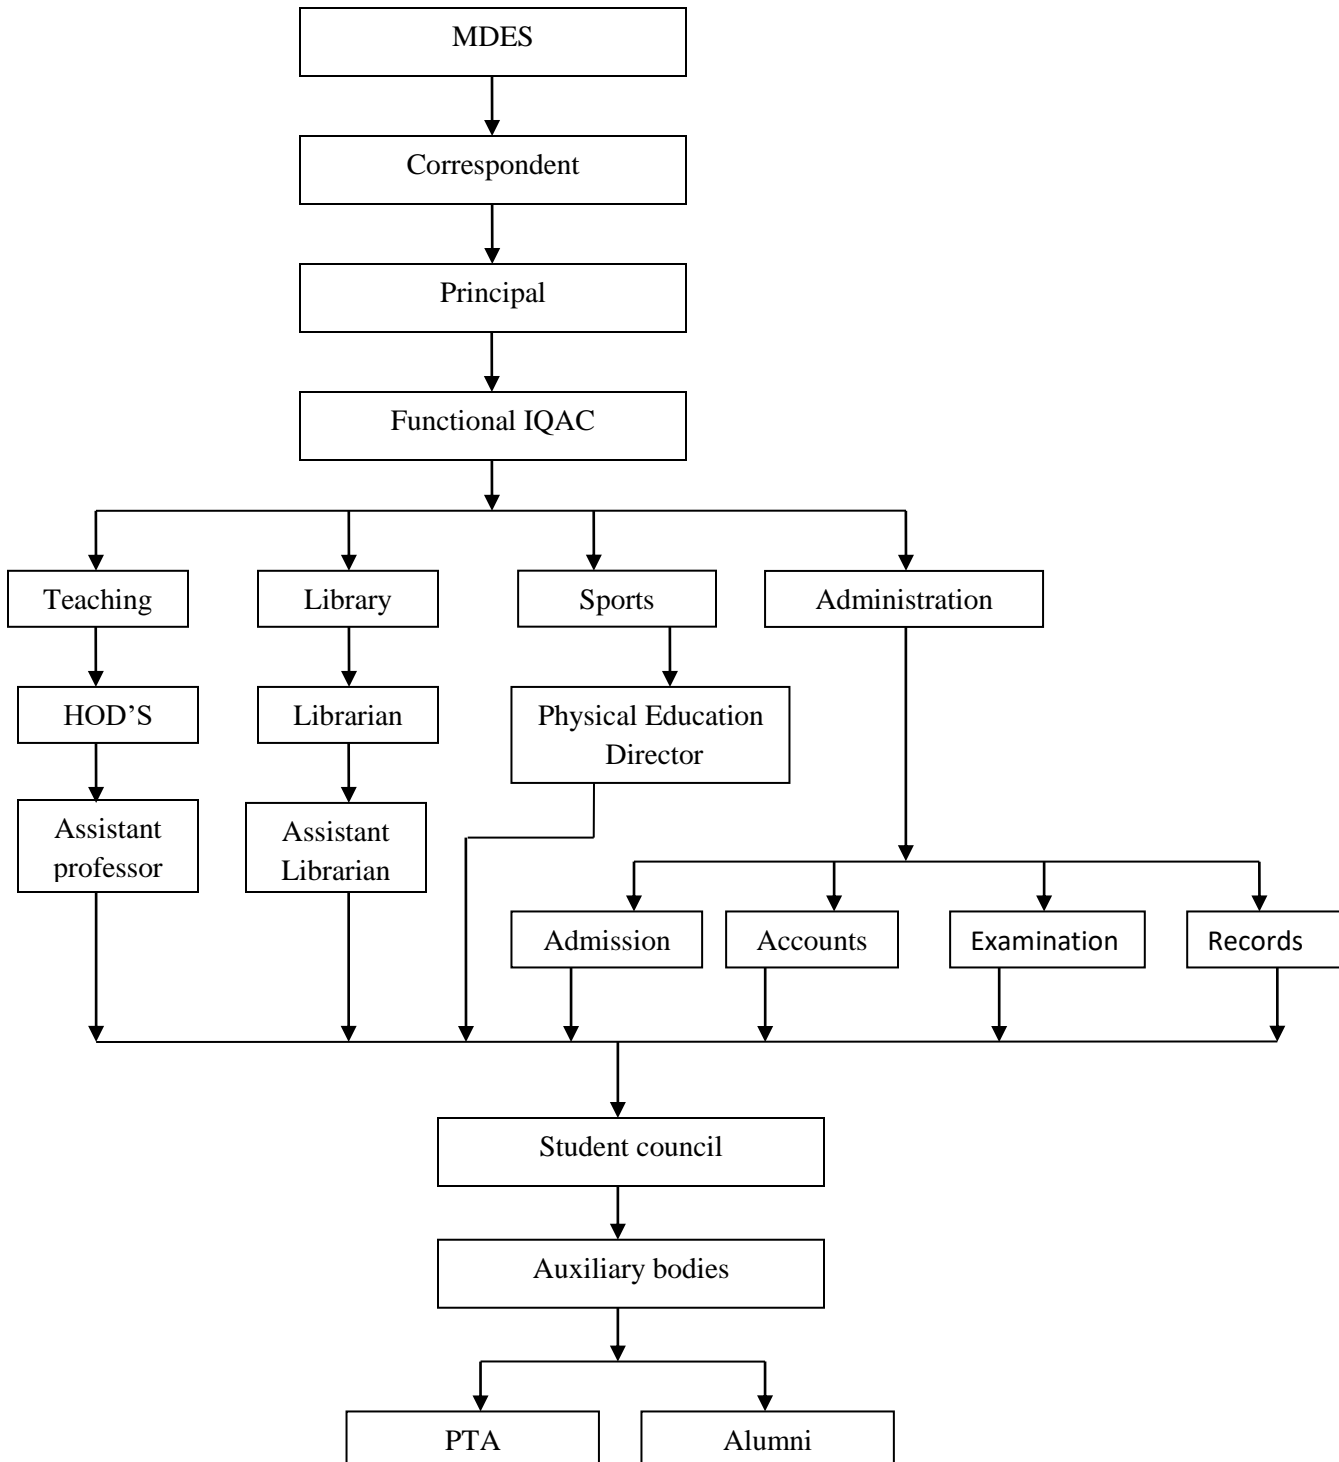 MDES
Correspondent
Principal
Functional IQAC
Teaching
Library
Sports
Administration
HOD’S
Librarian
Physical Education
Director
Assistant
professor
Assistant
Librarian
Admission
Accounts
Examination
Records
Student council
Auxiliary bodies
PTA
Alumni